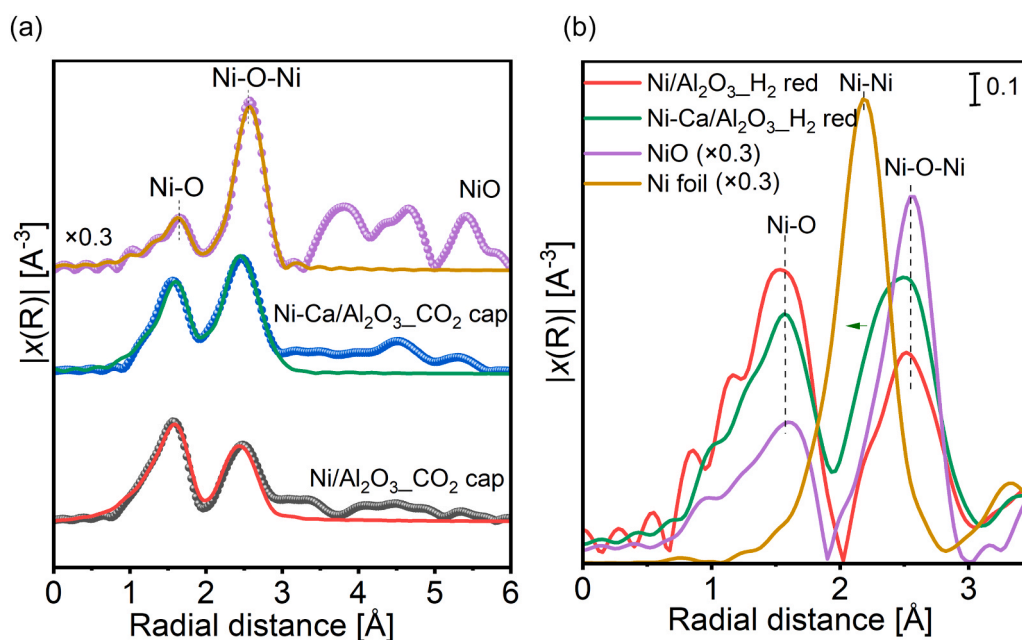 (a)
Ni-O-Ni
Ni-O
NiO
×0.3
Ni-Ca/Al₂O₃_CO₂ cap
Ni/Al₂O₃_CO₂ cap
|x(R)| [A⁻³]
0 1 2 3 4 5 6
Radial distance [Å]
(b)
Ni/Al₂O₃_H₂ red
Ni-Ca/Al₂O₃_H₂ red
NiO (×0.3)
Ni foil (×0.3)
Ni-Ni
0.1
Ni-O-Ni
Ni-O
|x(R)| [A⁻³]
0 1 2 3
Radial distance [Å]